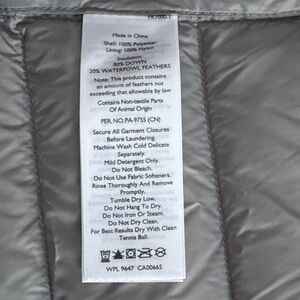 Made in China
Shell: 100% Polyester
Lining: 100% Nylon
Insulation:
80% DOWN
20% WATERFOWL FEATHERS
Note: This product contains
an amount of feathers not
exceeding that allowable by law
Contains Non-textile Parts
Of Animal Origin
PER. NO. PA-9755 (CN)
Secure All Garment Closures
Before Laundering.
Machine Wash Cold Delicate
Separately.
Mild Detergent Only.
Do Not Bleach.
Do Not Use Fabric Softeners.
Rinse Thoroughly And Remove
Promptly.
Tumble Dry Low.
Do Not Hang To Dry.
Do Not Iron Or Steam.
Do Not Dry Clean.
For Best Results Dry With Clean
Tennis Ball.
WPL 9647 CA00665